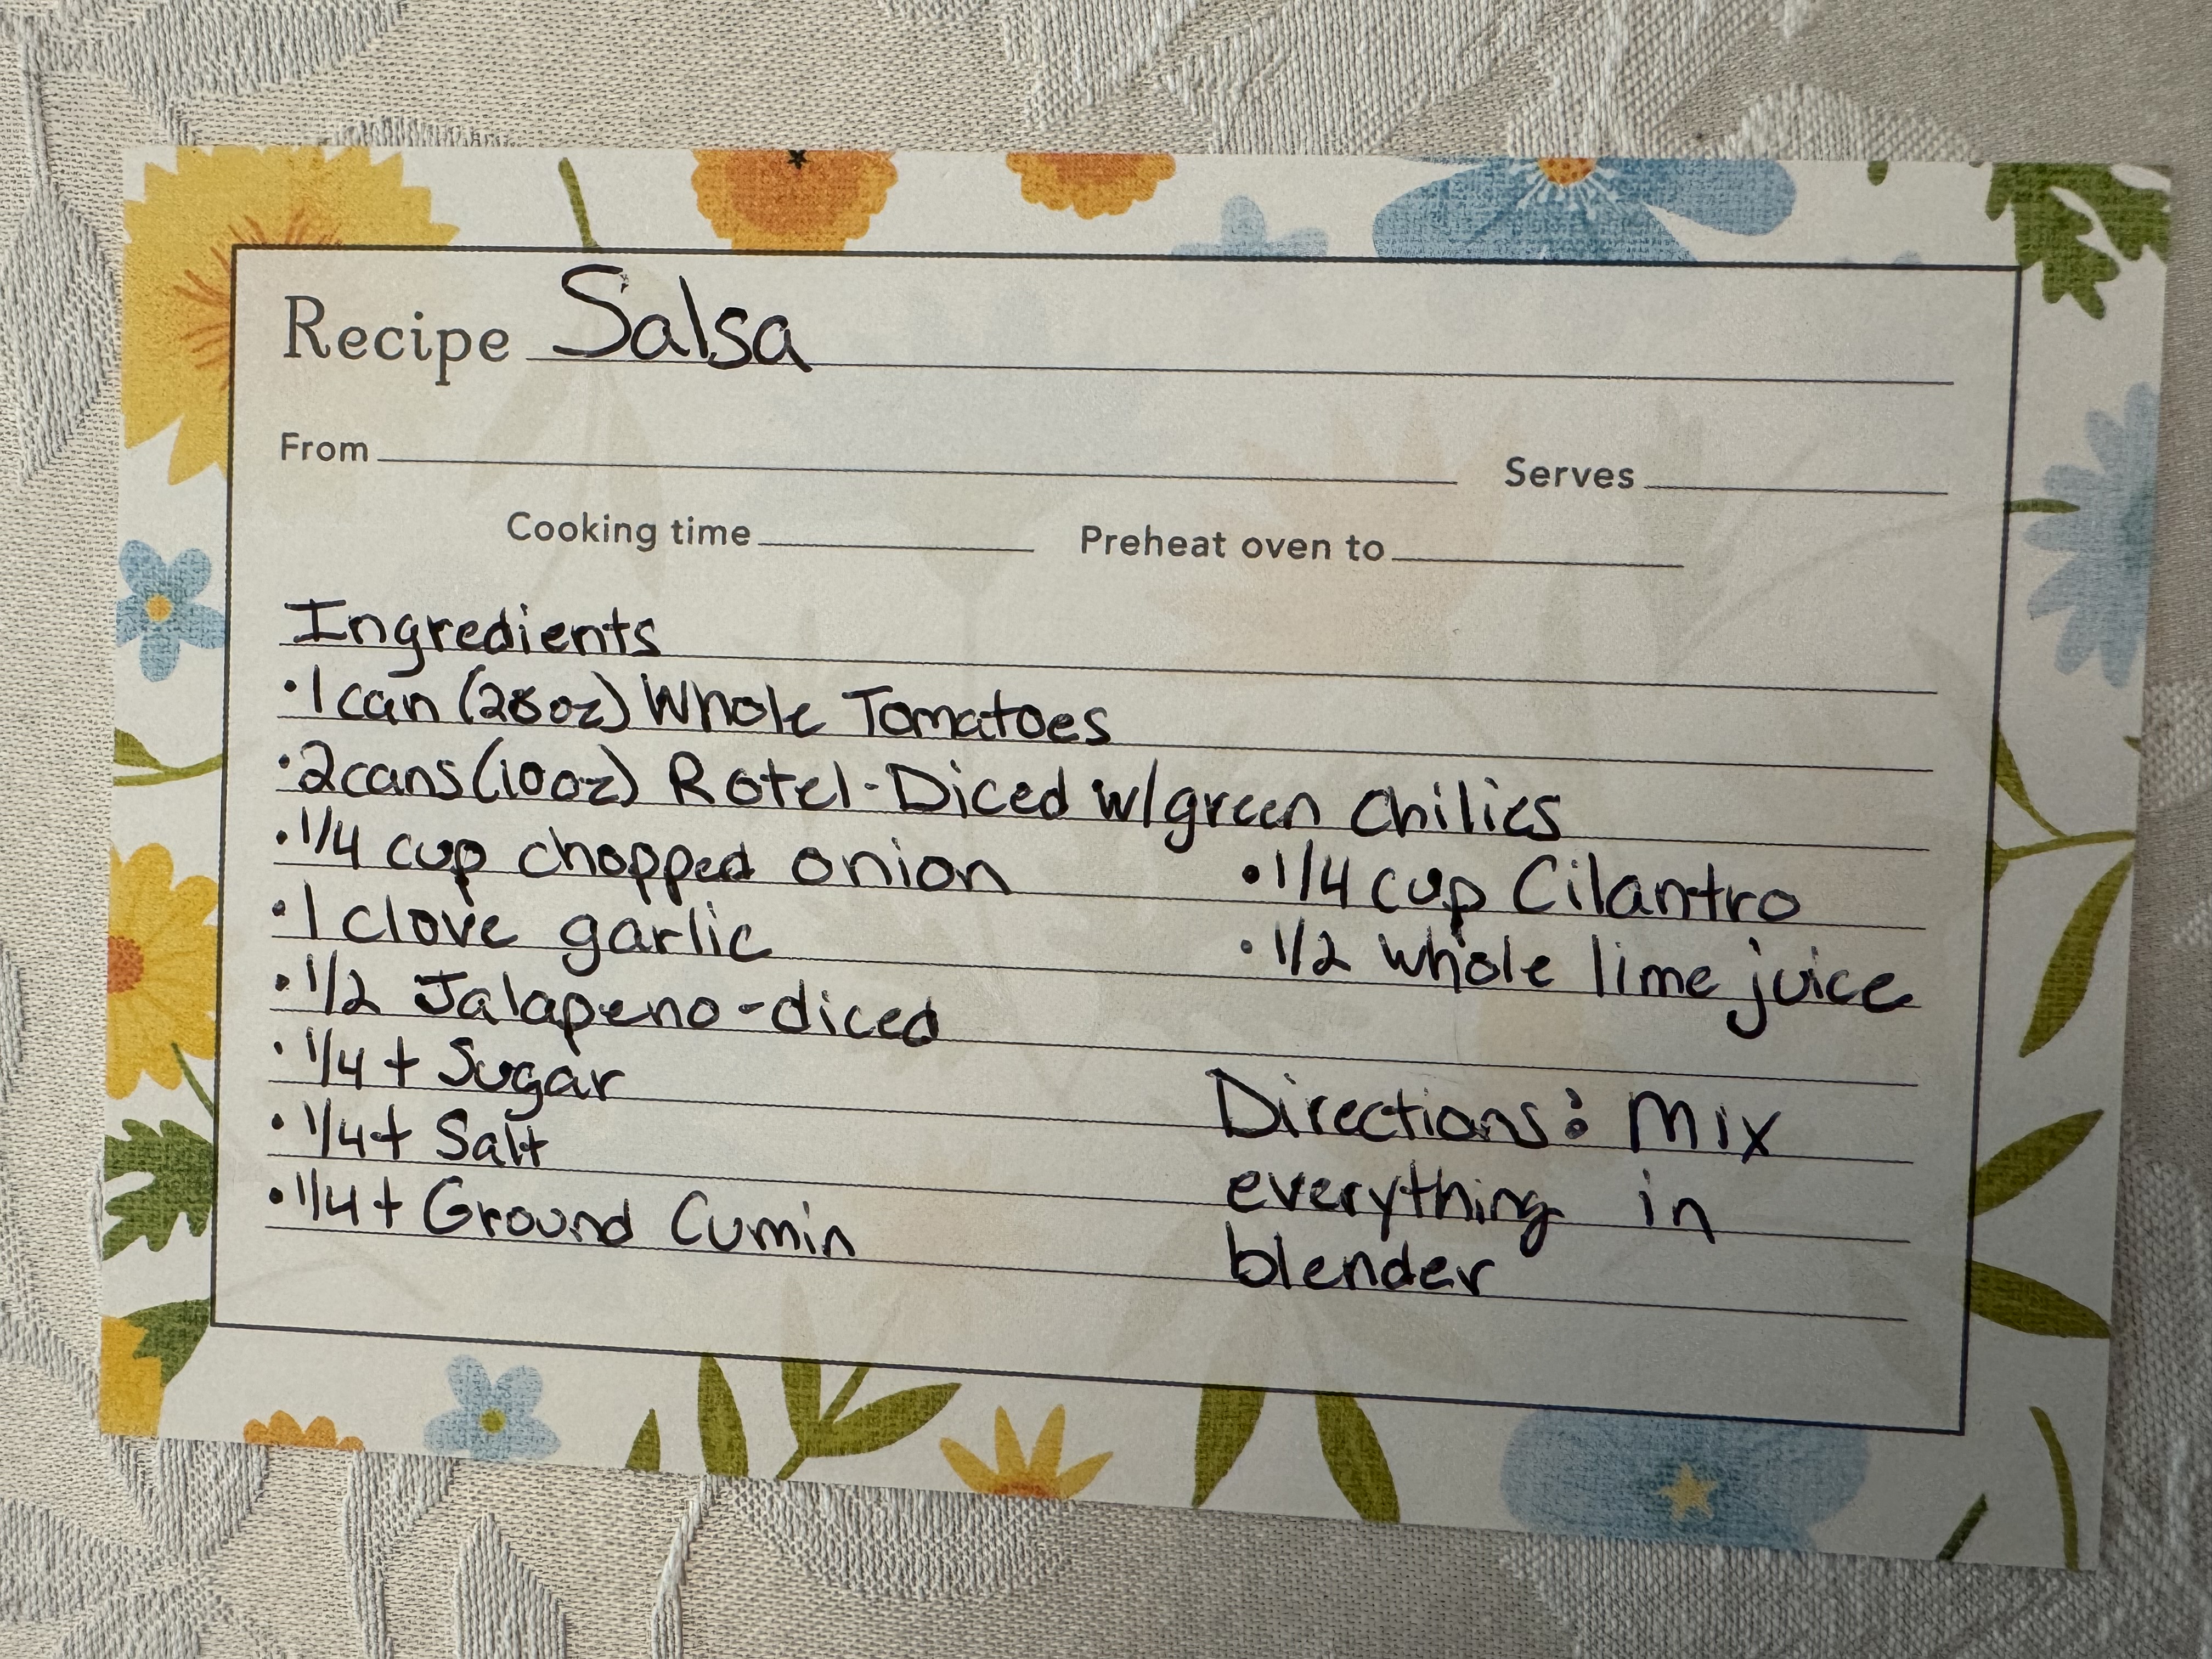 Recipe Salsa
From Serves
Cooking time Preheat oven to
Ingredients
•1 can (28oz) Whole Tomatoes
•2cans (10oz) Rotel-Diced w/green Chilies
•1/4 cup chopped onion
•1 clove garlic
•1/2 Jalapeno-diced
•1/4 t Sugar
•1/4 t Salt
•1/4 t Ground Cumin
•1/4 cup Cilantro
•1/2 whole lime juice
Directions: Mix
everything in
blender